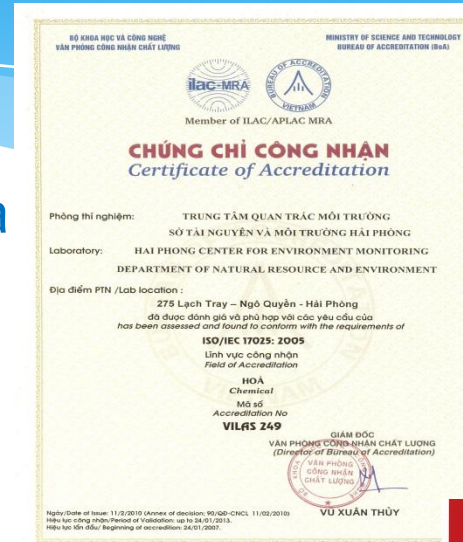 BỘ KHOA HỌC VÀ CÔNG NGHỆ
VĂN PHÒNG CÔNG NHẬN CHẤT LƯỢNG
MINISTRY OF SCIENCE AND TECHNOLOGY
BUREAU OF ACCREDITATION (BoA)
ilac-MRA
BUREAU OF ACCREDITATION
VIETNAM
Member of ILAC/APLAC MRA
CHỨNG CHỈ CÔNG NHẬN
Certificate of Accreditation
Phòng thí nghiệm: TRUNG TÂM QUAN TRẮC MÔI TRƯỜNG
SỞ TÀI NGUYÊN VÀ MÔI TRƯỜNG HẢI PHÒNG
Laboratory: HAI PHONG CENTER FOR ENVIRONMENT MONITORING
DEPARTMENT OF NATURAL RESOURCE AND ENVIRONMENT
Địa điểm PTN /Lab location :
275 Lạch Tray – Ngô Quyền - Hải Phòng
đã được đánh giá và phù hợp với các yêu cầu của
has been assessed and found to conform with the requirements of
ISO/IEC 17025: 2005
Lĩnh vực công nhận
Field of Accreditation
HOÁ
Chemical
Mã số
Accreditation No
VILAS 249
GIÁM ĐỐC
VĂN PHÒNG CÔNG NHẬN CHẤT LƯỢNG
(Director of Bureau of Accreditation)
VĂN PHÒNG
CÔNG NHẬN
CHẤT LƯỢNG
VŨ XUÂN THỦY
Ngày/Date of Issue: 11/2/2010 (Annex of decision: 90/QĐ-CNCL 11/02/2010)
Hiệu lực công nhận/Period of Validation: up to 24/01/2013.
Hiệu lực lần đầu/ Beginning of accreditation: 24/01/2007.